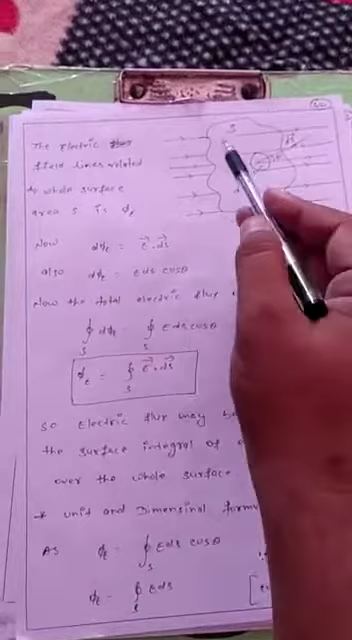 The Electric
field lines related
to whole surface
area S is ϕE
S
ds
Now dϕE = E⃗.ds⃗
also dϕE = Eds cosθ
Now the total electric flux
∮S dϕE = ∮S Eds cosθ
ϕE = ∮S E⃗.ds⃗
so Electric flux may
the surface integral of
over the whole surface
* unit and Dimensional
As ϕE = ∮S Eds cosθ
ϕE = ∮S Eds